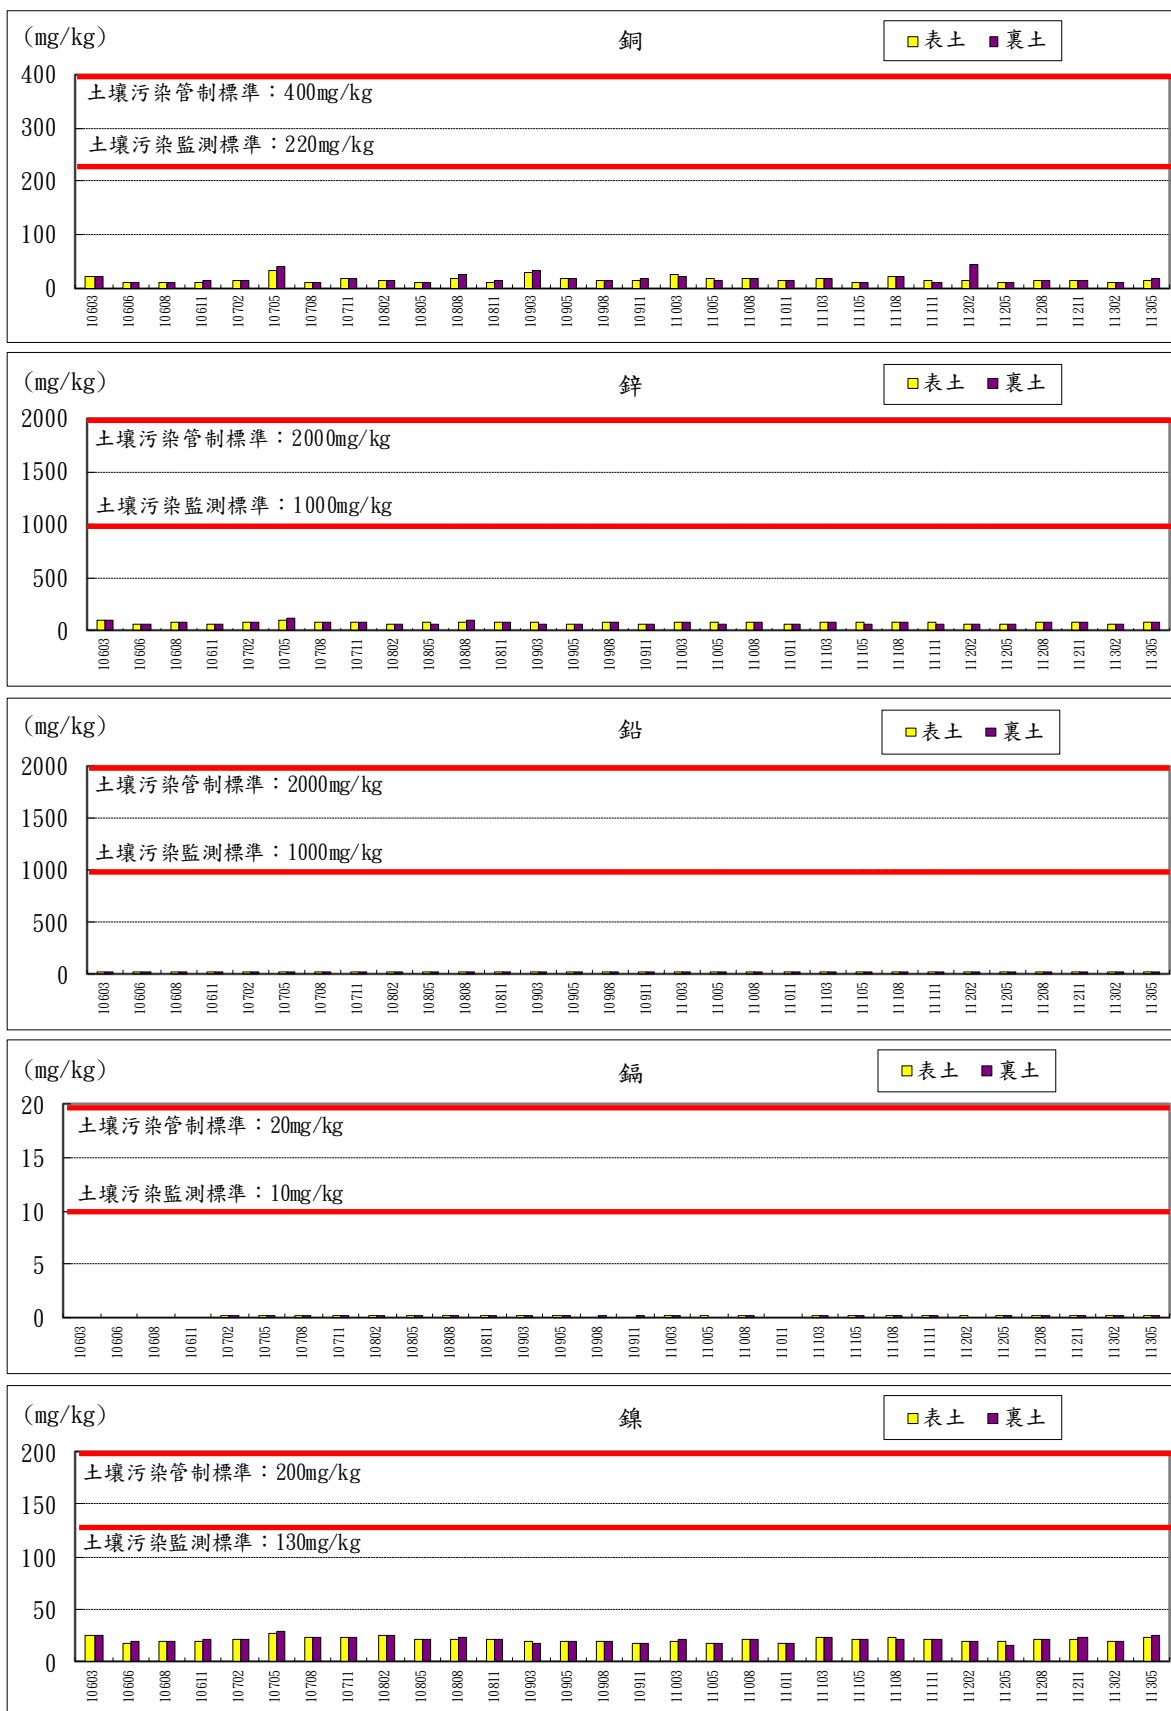 (mg/kg)
銅
表土 裏土
400
土壤污染管制標準：400mg/kg
300
土壤污染監測標準：220mg/kg
200
100
0
10603 10606 10608 10611 10702 10705 10708 10711 10802 10805 10808 10811 10903 10905 10908 10911 11003 11005 11008 11011 11103 11105 11108 11111 11202 11205 11208 11211 11302 11305
(mg/kg)
鋅
表土 裏土
2000
土壤污染管制標準：2000mg/kg
1500
土壤污染監測標準：1000mg/kg
1000
500
0
10603 10606 10608 10611 10702 10705 10708 10711 10802 10805 10808 10811 10903 10905 10908 10911 11003 11005 11008 11011 11103 11105 11108 11111 11202 11205 11208 11211 11302 11305
(mg/kg)
鉛
表土 裏土
2000
土壤污染管制標準：2000mg/kg
1500
土壤污染監測標準：1000mg/kg
1000
500
0
10603 10606 10608 10611 10702 10705 10708 10711 10802 10805 10808 10811 10903 10905 10908 10911 11003 11005 11008 11011 11103 11105 11108 11111 11202 11205 11208 11211 11302 11305
(mg/kg)
鎘
表土 裏土
20
土壤污染管制標準：20mg/kg
15
土壤污染監測標準：10mg/kg
10
5
0
10603 10606 10608 10611 10702 10705 10708 10711 10802 10805 10808 10811 10903 10905 10908 10911 11003 11005 11008 11011 11103 11105 11108 11111 11202 11205 11208 11211 11302 11305
(mg/kg)
鎳
表土 裏土
200
土壤污染管制標準：200mg/kg
150
土壤污染監測標準：130mg/kg
100
50
0
10603 10606 10608 10611 10702 10705 10708 10711 10802 10805 10808 10811 10903 10905 10908 10911 11003 11005 11008 11011 11103 11105 11108 11111 11202 11205 11208 11211 11302 11305